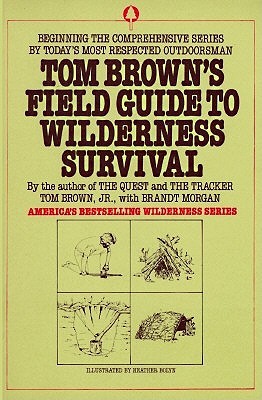 BEGINNING THE COMPREHENSIVE SERIES
BY TODAY'S MOST RESPECTED OUTDOORSMAN
TOM BROWN'S
FIELD GUIDE TO
WILDERNESS
SURVIVAL
By the author of THE QUEST and THE TRACKER
TOM BROWN, JR., with BRANDT MORGAN
AMERICA'S BESTSELLING WILDERNESS SERIES
ILLUSTRATED BY HEATHER BOLYN